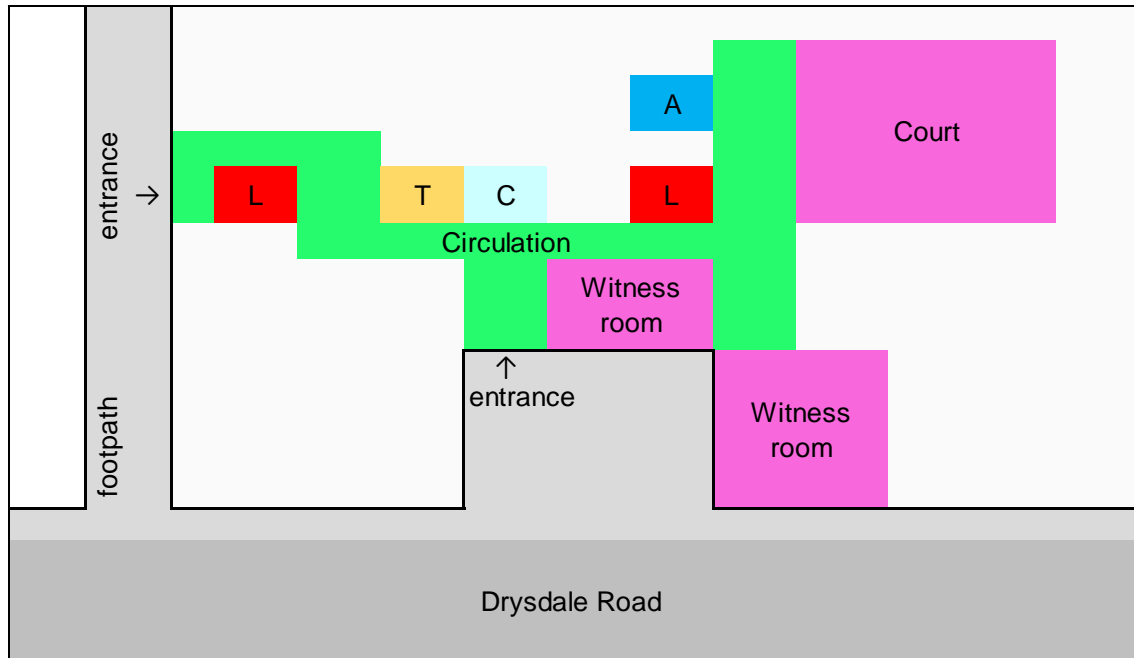 A
Court
entrance
→
L
T
C
L
Circulation
Witness
room
↑
entrance
footpath
Witness
room
Drysdale Road